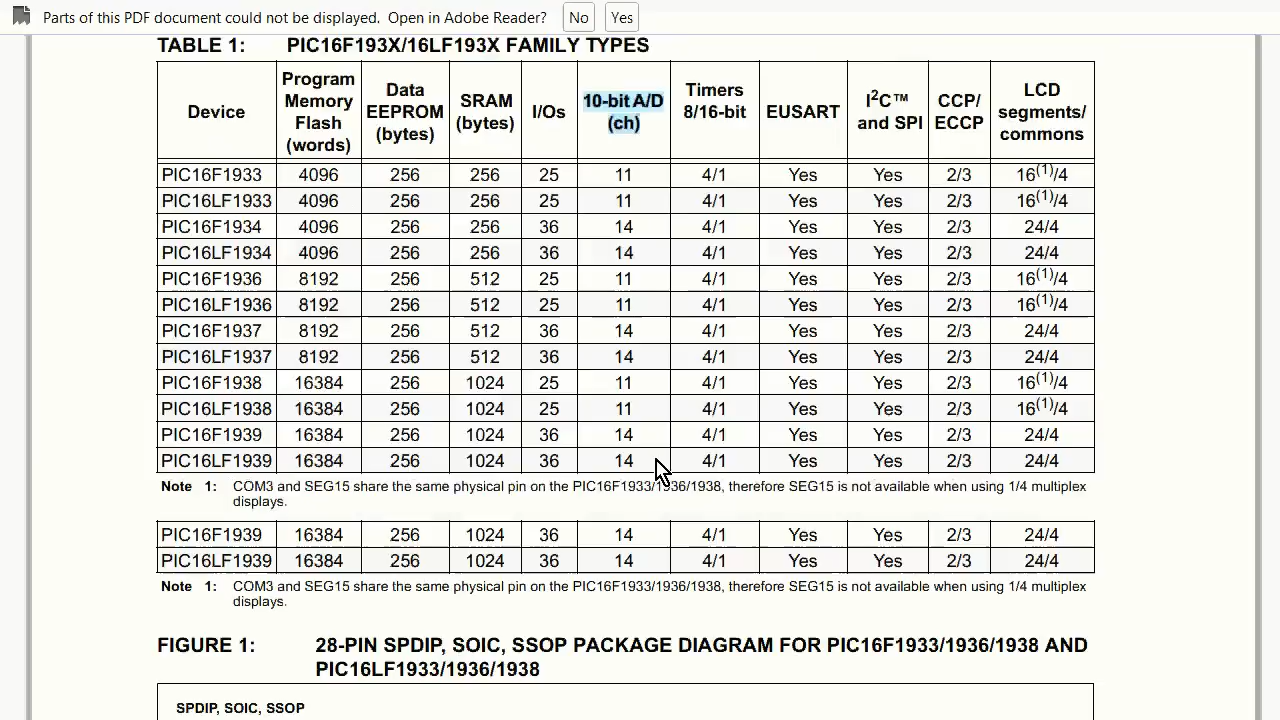 Parts of this PDF document could not be displayed. Open in Adobe Reader? No Yes
TABLE 1: PIC16F193X/16LF193X FAMILY TYPES
Device Program Memory Flash (words) Data EEPROM (bytes) SRAM (bytes) I/Os 10-bit A/D (ch) Timers 8/16-bit EUSART I2C™ and SPI CCP/ECCP LCD segments/commons
PIC16F1933 4096 256 256 25 11 4/1 Yes Yes 2/3 16(1)/4
PIC16LF1933 4096 256 256 25 11 4/1 Yes Yes 2/3 16(1)/4
PIC16F1934 4096 256 256 36 14 4/1 Yes Yes 2/3 24/4
PIC16LF1934 4096 256 256 36 14 4/1 Yes Yes 2/3 24/4
PIC16F1936 8192 256 512 25 11 4/1 Yes Yes 2/3 16(1)/4
PIC16LF1936 8192 256 512 25 11 4/1 Yes Yes 2/3 16(1)/4
PIC16F1937 8192 256 512 36 14 4/1 Yes Yes 2/3 24/4
PIC16LF1937 8192 256 512 36 14 4/1 Yes Yes 2/3 24/4
PIC16F1938 16384 256 1024 25 11 4/1 Yes Yes 2/3 16(1)/4
PIC16LF1938 16384 256 1024 25 11 4/1 Yes Yes 2/3 16(1)/4
PIC16F1939 16384 256 1024 36 14 4/1 Yes Yes 2/3 24/4
PIC16LF1939 16384 256 1024 36 14 4/1 Yes Yes 2/3 24/4
Note 1: COM3 and SEG15 share the same physical pin on the PIC16F1933/1936/1938, therefore SEG15 is not available when using 1/4 multiplex
displays.
PIC16F1939 16384 256 1024 36 14 4/1 Yes Yes 2/3 24/4
PIC16LF1939 16384 256 1024 36 14 4/1 Yes Yes 2/3 24/4
Note 1: COM3 and SEG15 share the same physical pin on the PIC16F1933/1936/1938, therefore SEG15 is not available when using 1/4 multiplex
displays.
FIGURE 1: 28-PIN SPDIP, SOIC, SSOP PACKAGE DIAGRAM FOR PIC16F1933/1936/1938 AND
PIC16LF1933/1936/1938
SPDIP, SOIC, SSOP